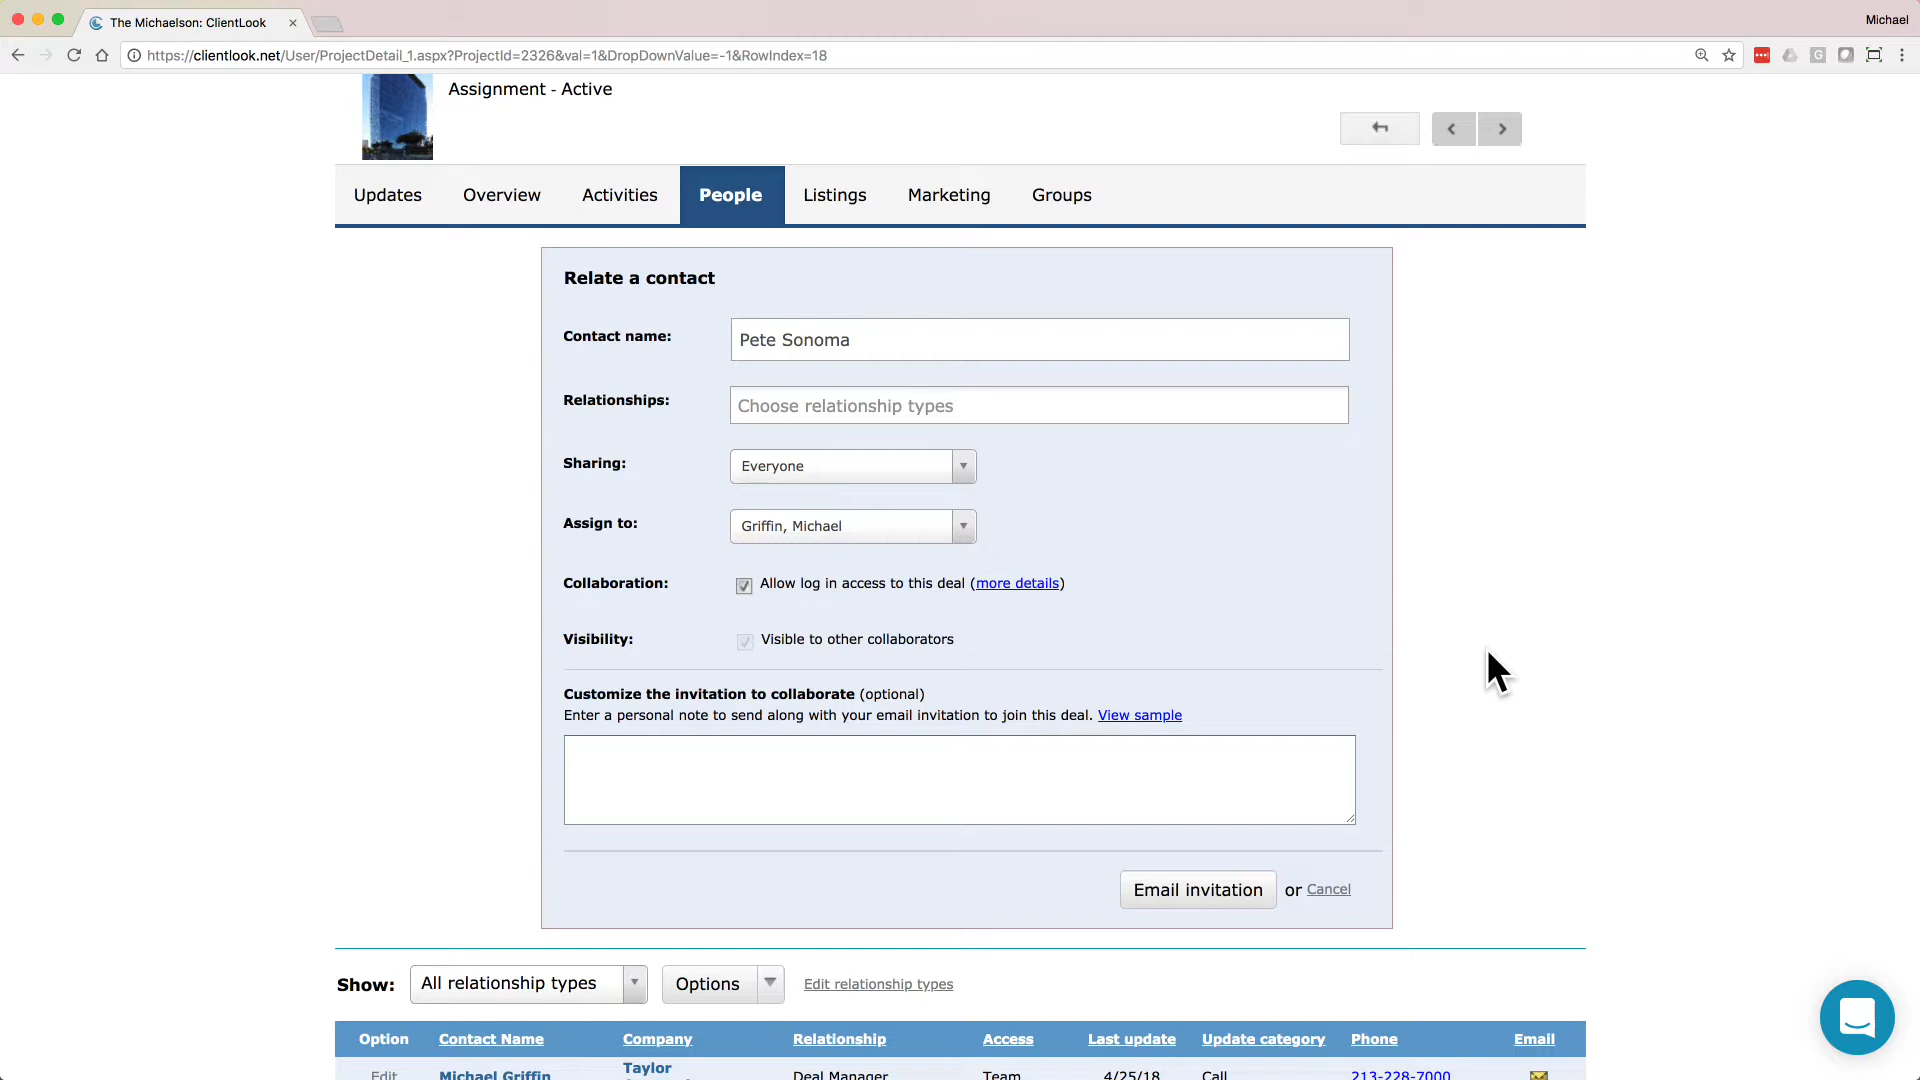 The Michaelson: ClientLook
Michael
https://clientlook.net/User/ProjectDetail_1.aspx?ProjectId=2326&val=1&DropDownValue=-1&RowIndex=18
Assignment - Active
Updates Overview Activities People Listings Marketing Groups
Relate a contact
Contact name: Pete Sonoma
Relationships: Choose relationship types
Sharing: Everyone
Assign to: Griffin, Michael
Collaboration: Allow log in access to this deal (more details)
Visibility: Visible to other collaborators
Customize the invitation to collaborate (optional)
Enter a personal note to send along with your email invitation to join this deal. View sample
Email invitation or Cancel
Show: All relationship types Options Edit relationship types
Option Contact Name Company Relationship Access Last update Update category Phone Email
Edit Michael Griffin Taylor Deal Manager Team 4/25/18 Call 213-228-7000